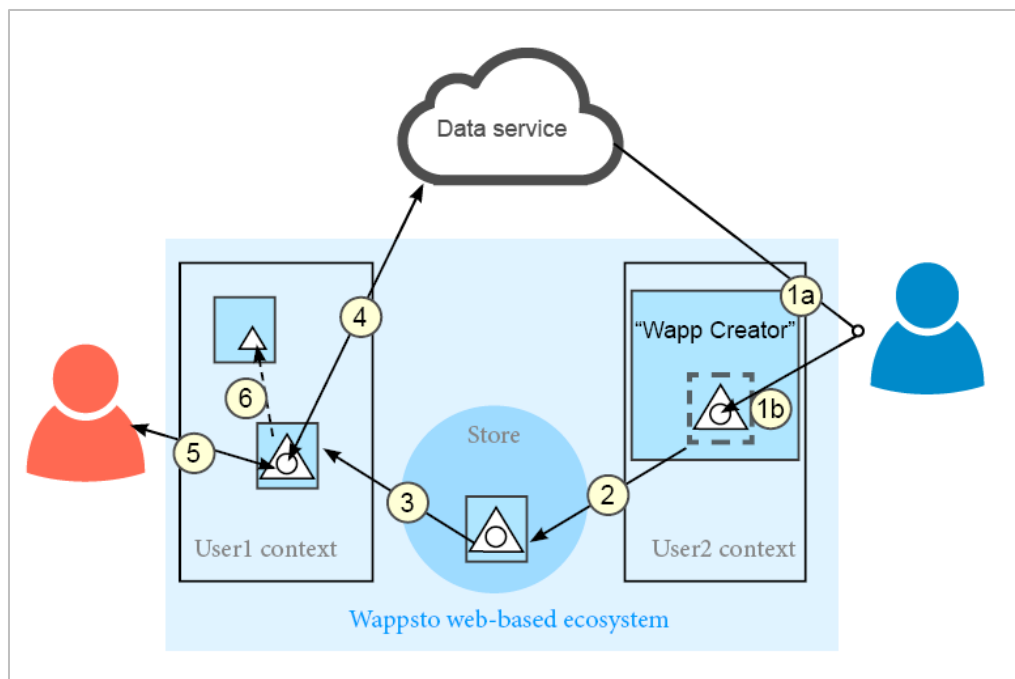 Data service
1a
“Wapp Creator”
4
6
1b
Store
5
3
2
User1 context
User2 context
Wappsto web-based ecosystem